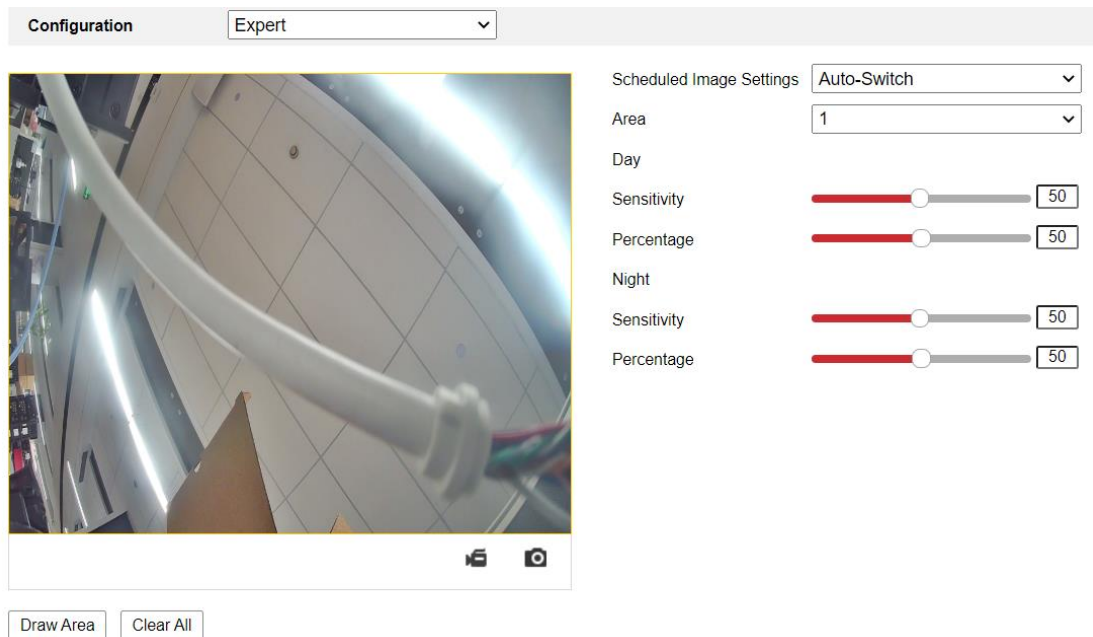 Configuration Expert
Scheduled Image Settings Auto-Switch
Area 1
Day
Sensitivity 50
Percentage 50
Night
Sensitivity 50
Percentage 50
Draw Area Clear All